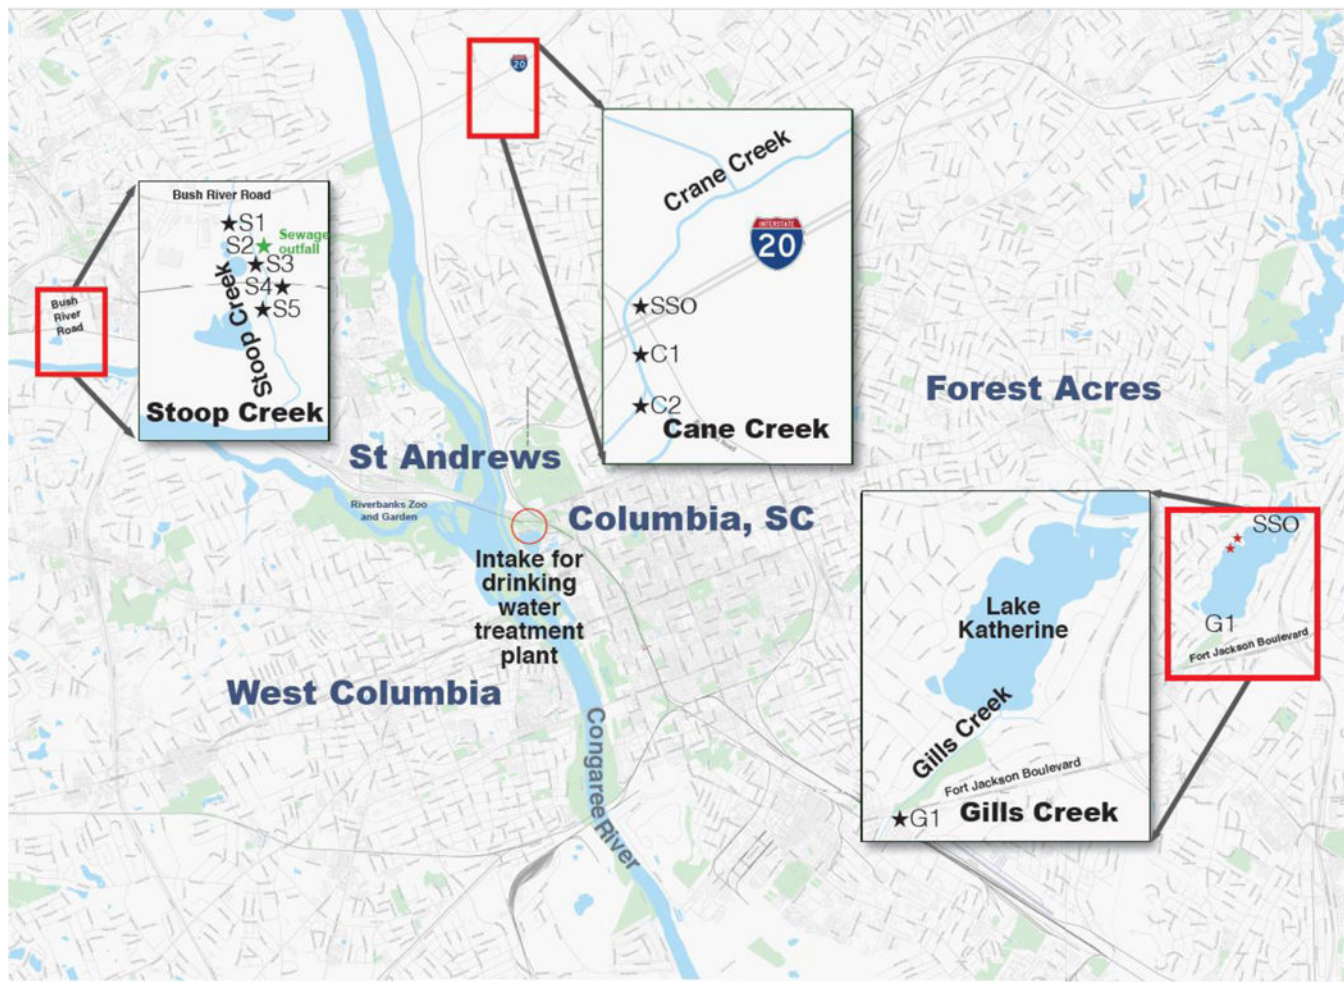 20
Bush River Road
S1
S2
Sewage
outfall
S3
S4
S5
Stoop Creek
Stoop Creek
Bush
River
Road
Crane Creek
INTERSTATE
20
SSO
C1
C2
Cane Creek
Forest Acres
St Andrews
Riverbanks Zoo
and Garden
Columbia, SC
Intake for
drinking
water
treatment
plant
West Columbia
Congaree River
Lake
Katherine
Gills Creek
Fort Jackson Boulevard
G1
Gills Creek
SSO
G1
Fort Jackson Boulevard